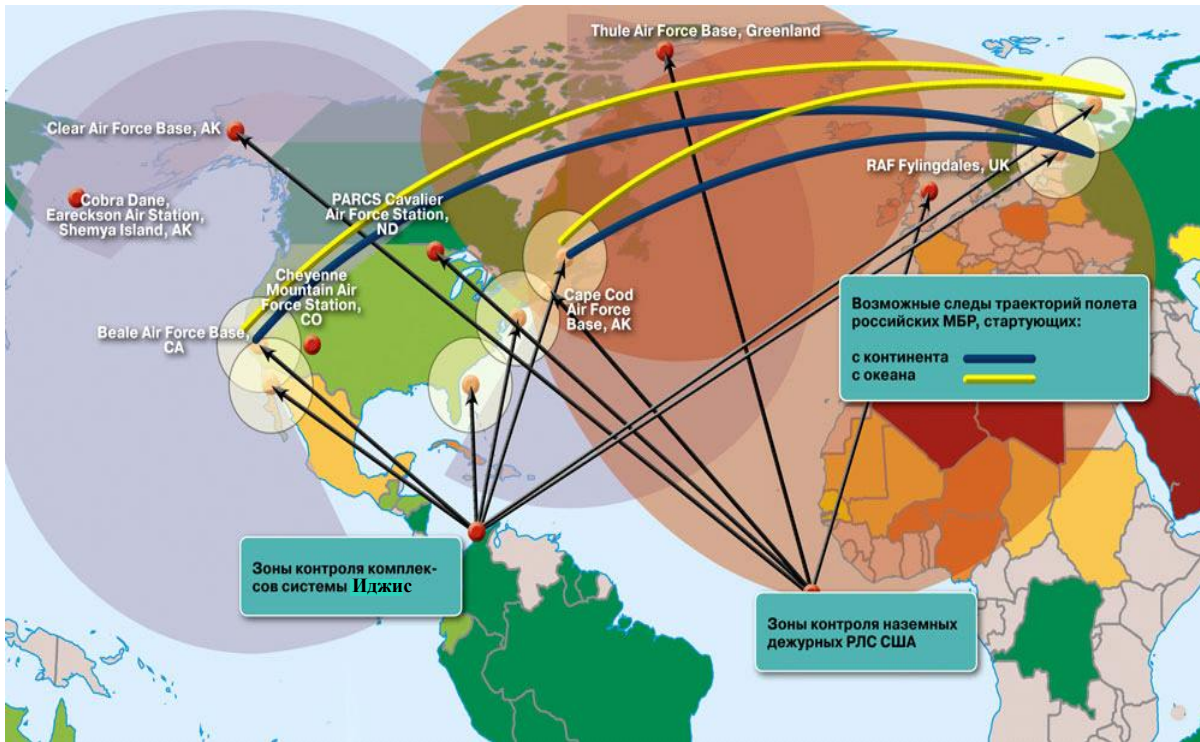 Thule Air Force Base, Greenland
Clear Air Force Base, AK
RAF Fylingdales, UK
Cobra Dane,
Eareckson Air Station,
Shemya Island, AK
PARCS Cavalier
Air Force Station,
ND
Cheyenne
Mountain Air
Force Station,
CO
Cape Cod
Air Force
Base, AK
Beale Air Force Base,
CA
Возможные следы траекторий полета
российских МБР, стартующих:
с континента
с океана
Зоны контроля комплек-
сов системы Иджис
Зоны контроля наземных
дежурных РЛС США